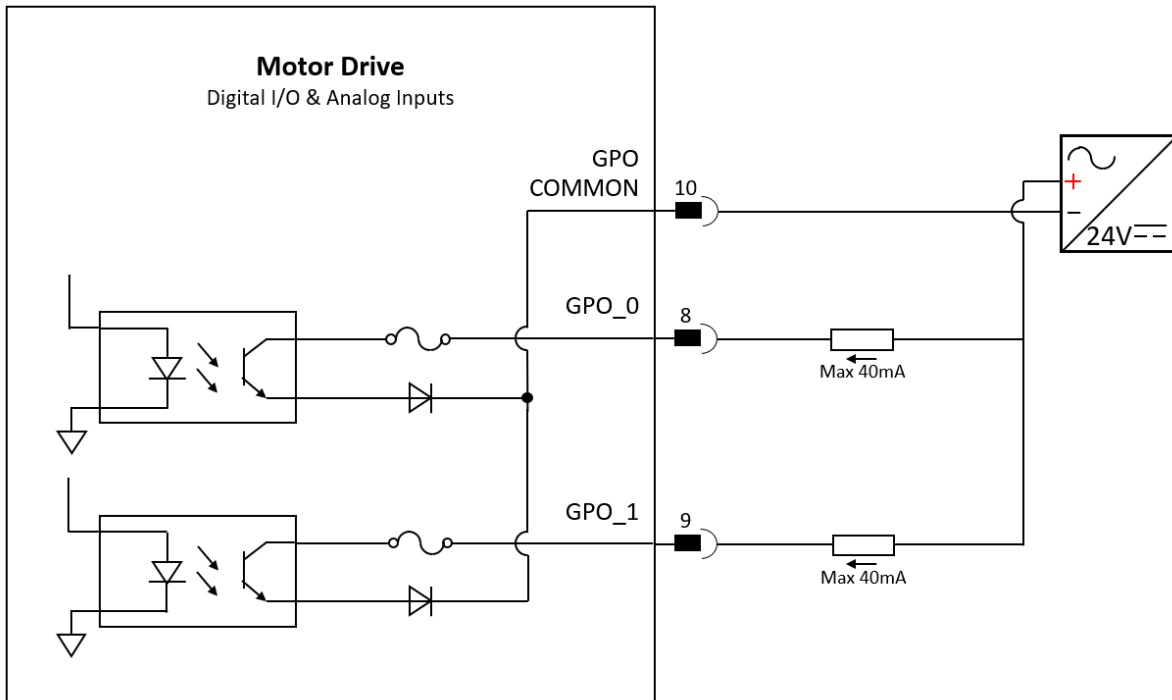 Motor Drive
Digital I/O & Analog Inputs
GPO
COMMON
10
+
−
24V
GPO_0
8
Max 40mA
GPO_1
9
Max 40mA